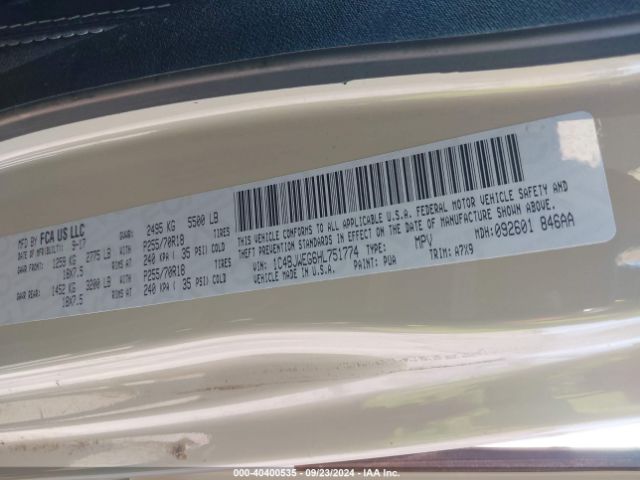 MFD BY FCA US LLC
DATE OF MFR(BUILT): 9-17 GVWR: 2495 KG 5500 LB
GAWR FRONT: 1259 KG 2775 LB WITH P255/70R18 TIRES
18X7.5 RIMS AT 240 KPA ( 35 PSI) COLD
GAWR REAR: 1452 KG 3200 LB WITH P255/70R18 TIRES
18X7.5 RIMS AT 240 KPA ( 35 PSI) COLD
THIS VEHICLE CONFORMS TO ALL APPLICABLE U.S.A. FEDERAL MOTOR VEHICLE SAFETY AND
THEFT PREVENTION STANDARDS IN EFFECT ON THE DATE OF MANUFACTURE SHOWN ABOVE.
VIN: 1C4BJWEG8HL751774 TYPE: MPV MDH: 092601 846AA
MADE IN U.S.A. PAINT: PUA TRIM: A7X9
000-40400535 - 09/23/2024 - IAA Inc.